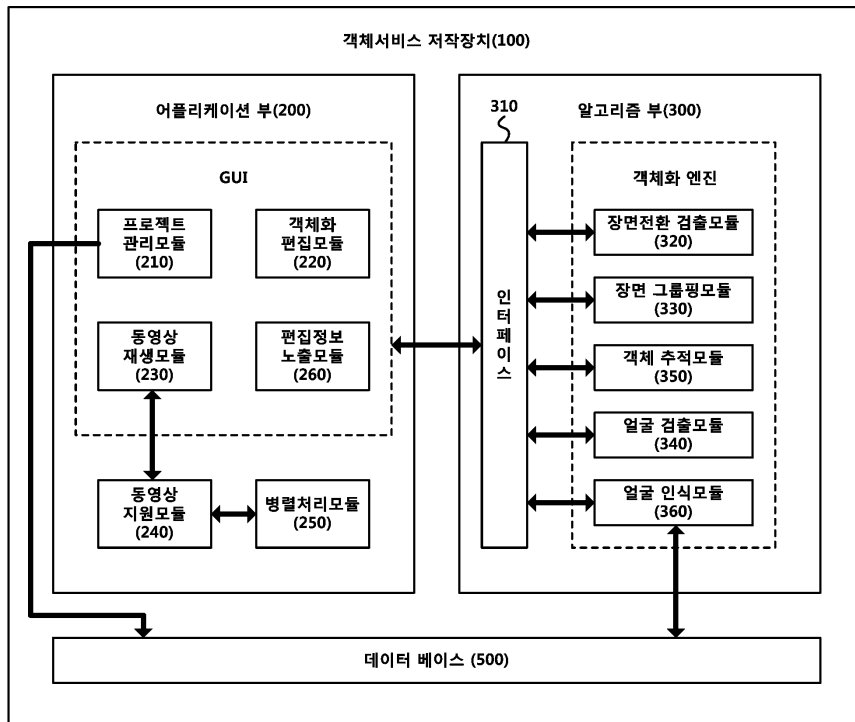 객체서비스 저작장치(100)
어플리케이션 부(200)
GUI
프로젝트
관리모듈
(210)
객체화
편집모듈
(220)
동영상
재생모듈
(230)
편집정보
노출모듈
(260)
동영상
지원모듈
(240)
병렬처리모듈
(250)
310
알고리즘 부(300)
인터페이스
객체화 엔진
장면전환 검출모듈
(320)
장면 그룹핑모듈
(330)
객체 추적모듈
(350)
얼굴 검출모듈
(340)
얼굴 인식모듈
(360)
데이터 베이스 (500)